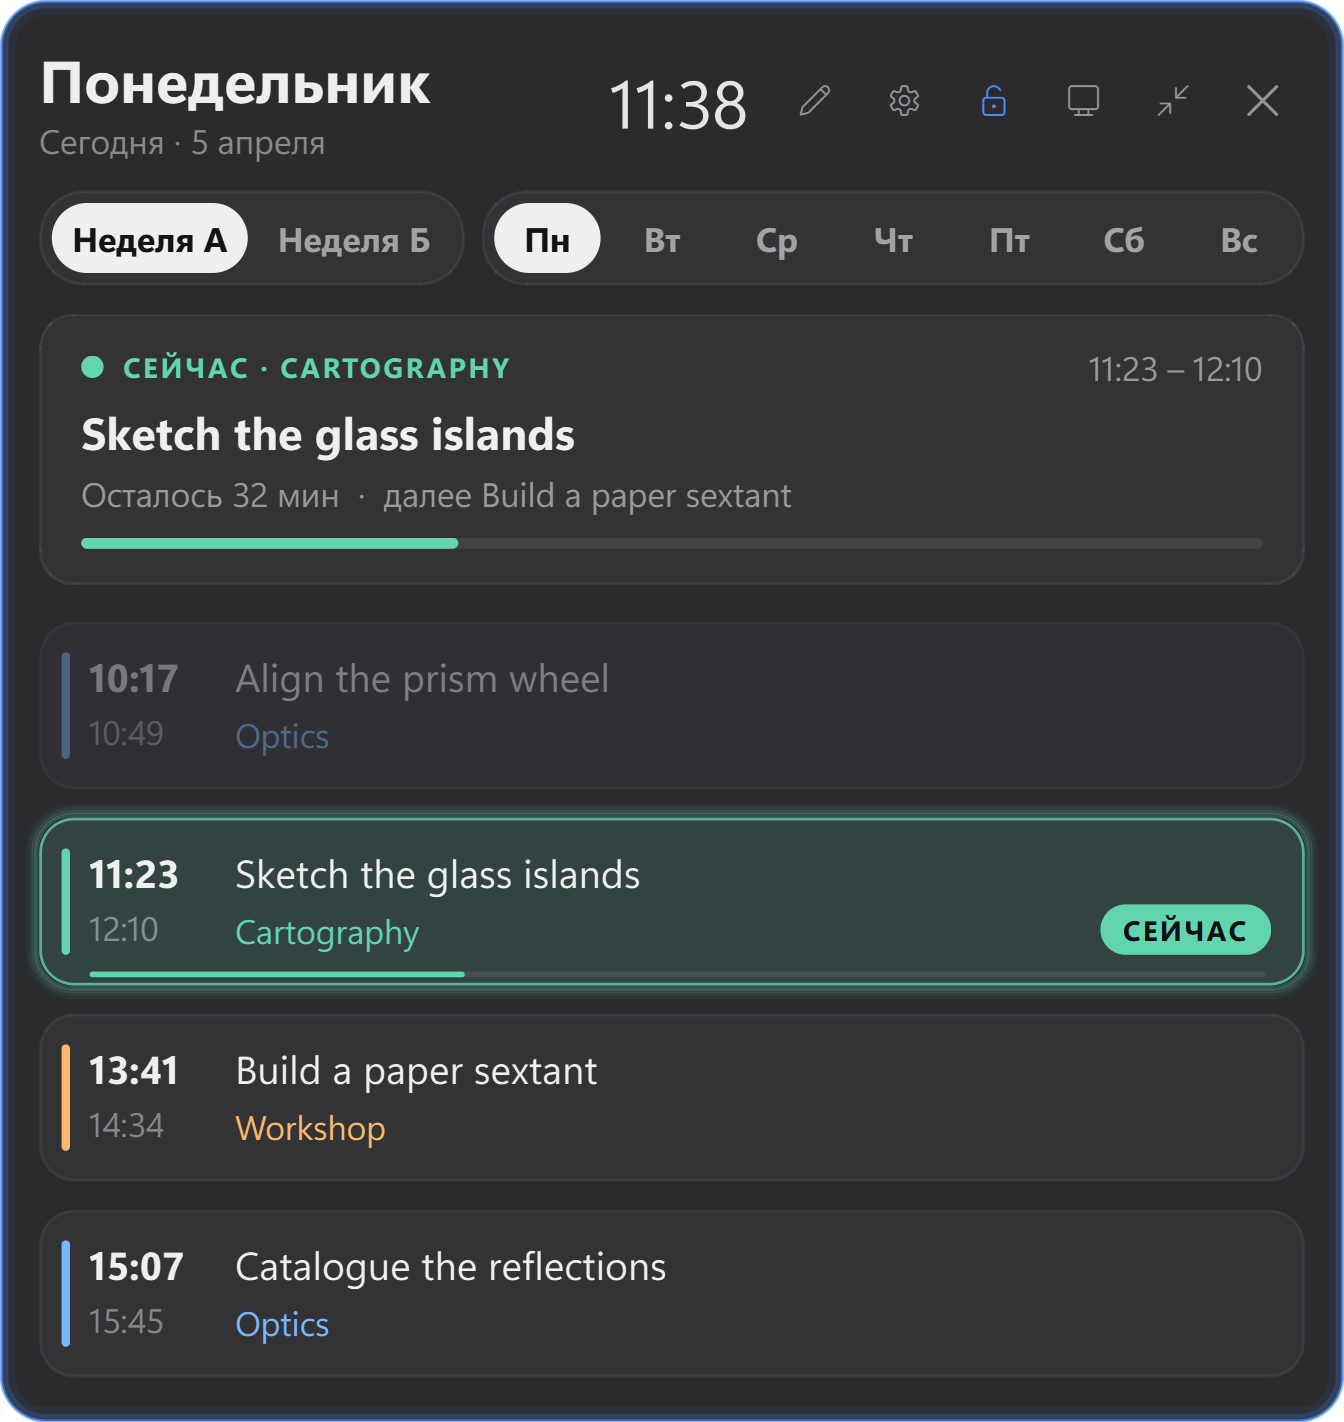 Понедельник
11:38
Сегодня · 5 апреля
Неделя А Неделя Б Пн Вт Ср Чт Пт Сб Вс
СЕЙЧАС · CARTOGRAPHY 11:23 – 12:10
Sketch the glass islands
Осталось 32 мин · далее Build a paper sextant
10:17 Align the prism wheel
10:49 Optics
11:23 Sketch the glass islands
12:10 Cartography СЕЙЧАС
13:41 Build a paper sextant
14:34 Workshop
15:07 Catalogue the reflections
15:45 Optics